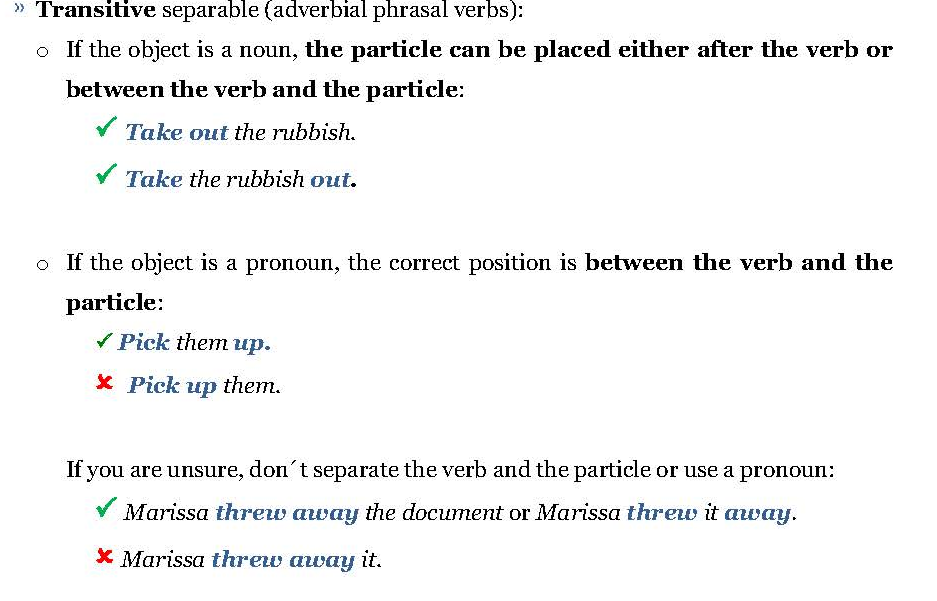 » Transitive separable (adverbial phrasal verbs):
o If the object is a noun, the particle can be placed either after the verb or
between the verb and the particle:
✓ Take out the rubbish.
✓ Take the rubbish out.
o If the object is a pronoun, the correct position is between the verb and the
particle:
✓ Pick them up.
✘ Pick up them.
If you are unsure, don´t separate the verb and the particle or use a pronoun:
✓ Marissa threw away the document or Marissa threw it away.
✘ Marissa threw away it.